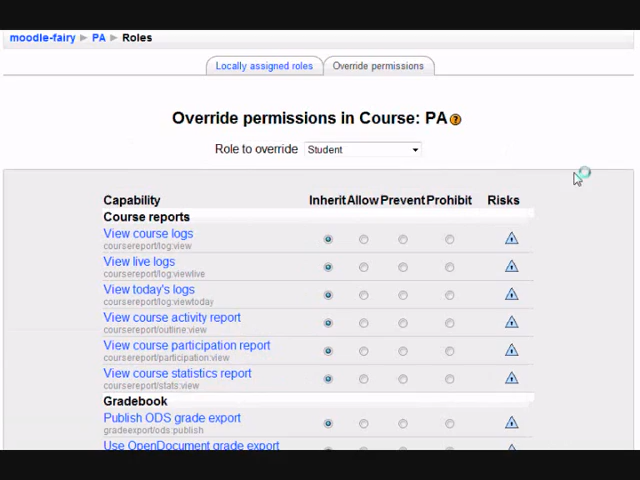 moodle-fairy ► PA ► Roles
Locally assigned roles Override permissions
Override permissions in Course: PA
Role to override Student
Capability Inherit Allow Prevent Prohibit Risks
Course reports
View course logs
coursereport/log:view
View live logs
coursereport/log:viewlive
View today's logs
coursereport/log:viewtoday
View course activity report
coursereport/outline:view
View course participation report
coursereport/participation:view
View course statistics report
coursereport/stats:view
Gradebook
Publish ODS grade export
gradeexport/ods:publish
Use OpenDocument grade export